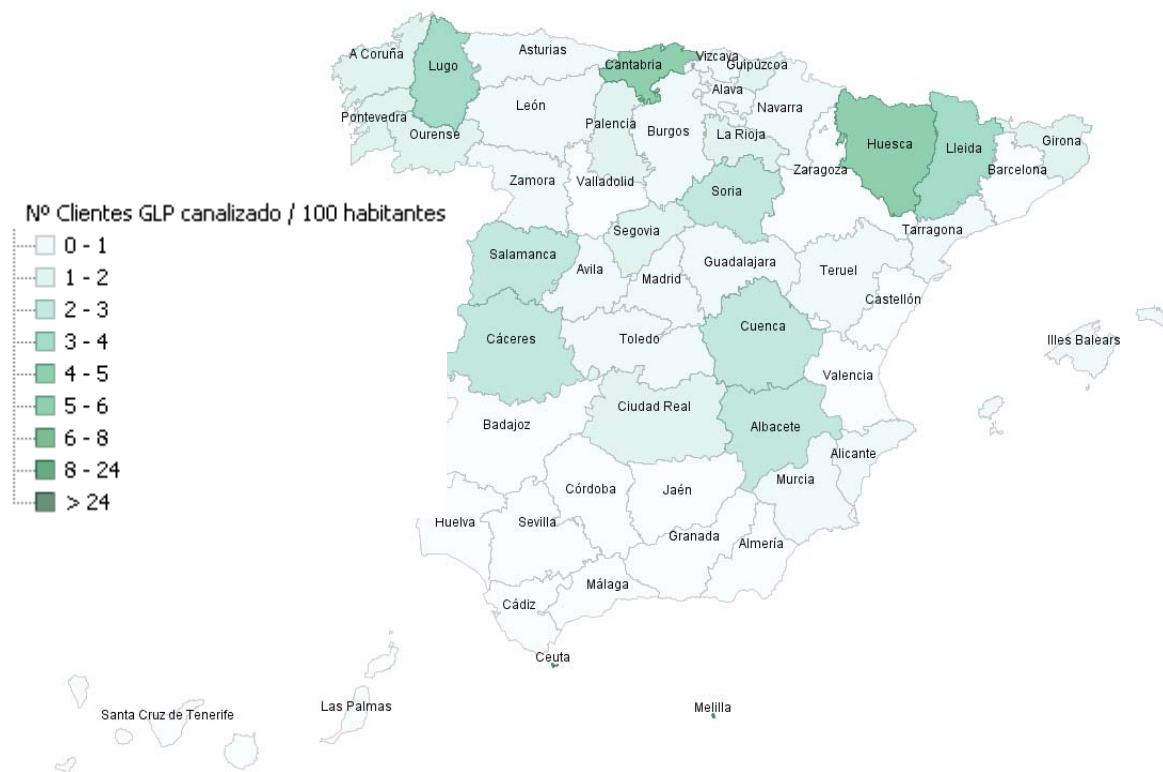 Nº Clientes GLP canalizado / 100 habitantes
0 - 1
1 - 2
2 - 3
3 - 4
4 - 5
5 - 6
6 - 8
8 - 24
> 24
A Coruña
Lugo
Asturias
Cantabria
Vizcaya
Guipúzcoa
Alava
Navarra
León
Palencia
Burgos
La Rioja
Pontevedra
Ourense
Huesca
Lleida
Girona
Barcelona
Zaragoza
Zamora
Valladolid
Soria
Tarragona
Segovia
Salamanca
Avila
Madrid
Guadalajara
Teruel
Castellón
Cáceres
Toledo
Cuenca
Illes Balears
Valencia
Badajoz
Ciudad Real
Albacete
Alicante
Murcia
Córdoba
Jaén
Huelva
Sevilla
Granada
Almería
Málaga
Cádiz
Ceuta
Melilla
Las Palmas
Santa Cruz de Tenerife